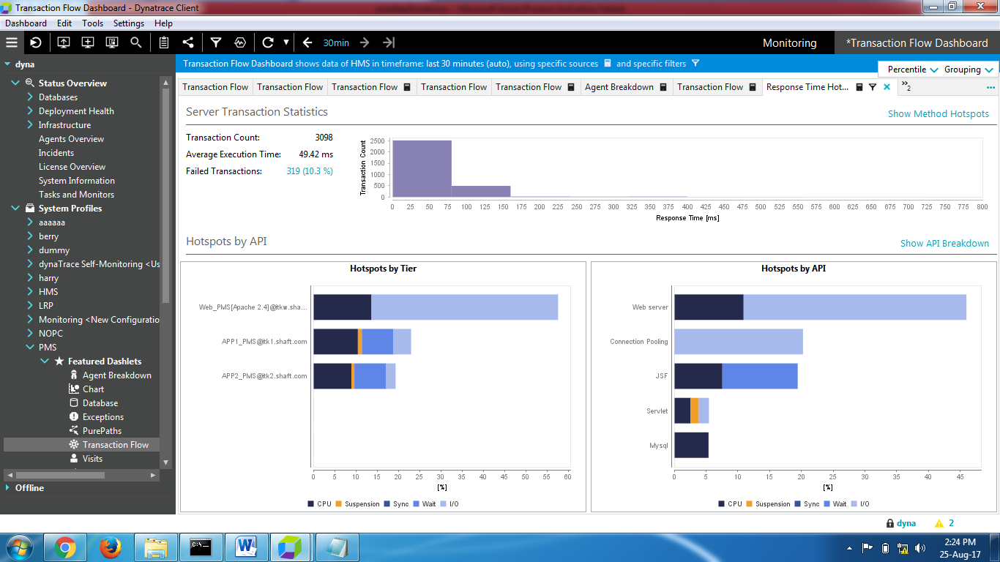 Transaction Flow Dashboard - Dynatrace Client
Dashboard Edit Tools Settings Help
30min
Monitoring
*Transaction Flow Dashboard
dyna
Status Overview
Databases
Deployment Health
Infrastructure
Agents Overview
Incidents
License Overview
System Information
Tasks and Monitors
System Profiles
aaaaaa
berry
dummy
dynaTrace Self-Monitoring <Us
harry
HMS
LRP
Monitoring <New Configuratio
NOPC
PMS
Featured Dashlets
Agent Breakdown
Chart
Database
Exceptions
PurePaths
Transaction Flow
Visits
Offline
Transaction Flow Dashboard shows data of HMS in timeframe: last 30 minutes (auto), using specific sources and specific filters
Percentile Grouping
Transaction Flow Transaction Flow Transaction Flow Transaction Flow Transaction Flow Agent Breakdown Transaction Flow Response Time Hot... »2 ...
Server Transaction Statistics
Show Method Hotspots
Transaction Count: 3098
Average Execution Time: 49.42 ms
Failed Transactions: 319 (10.3 %)
Transaction Count
2500
2000
1500
1000
500
0
0 25 50 75 100 125 150 175 200 225 250 275 300 325 350 375 400 425 450 475 500 525 550 575 600 625 650 675 700 725 750 775 800
Response Time [ms]
Hotspots by API
Show API Breakdown
Hotspots by Tier
Web_PMS[Apache 2.4]@itkw.sha...
APP1_PMS@itk1.shaft.com
APP2_PMS@itk2.shaft.com
0 5 10 15 20 25 30 35 40 45 50 55 60
[%]
CPU Suspension Sync Wait I/O
Hotspots by API
Web server
Connection Pooling
JSF
Servlet
Mysql
0 5 10 15 20 25 30 35 40 45
[%]
CPU Suspension Sync Wait I/O
dyna 2
2:24 PM
25-Aug-17